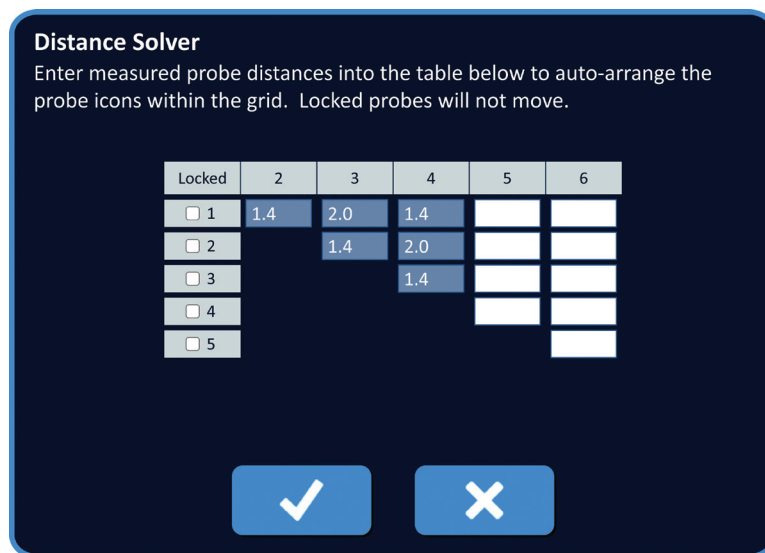 Distance Solver
Enter measured probe distances into the table below to auto-arrange the
probe icons within the grid. Locked probes will not move.
Locked 2 3 4 5 6
1 1.4 2.0 1.4
2 1.4 2.0
3 1.4
4
5